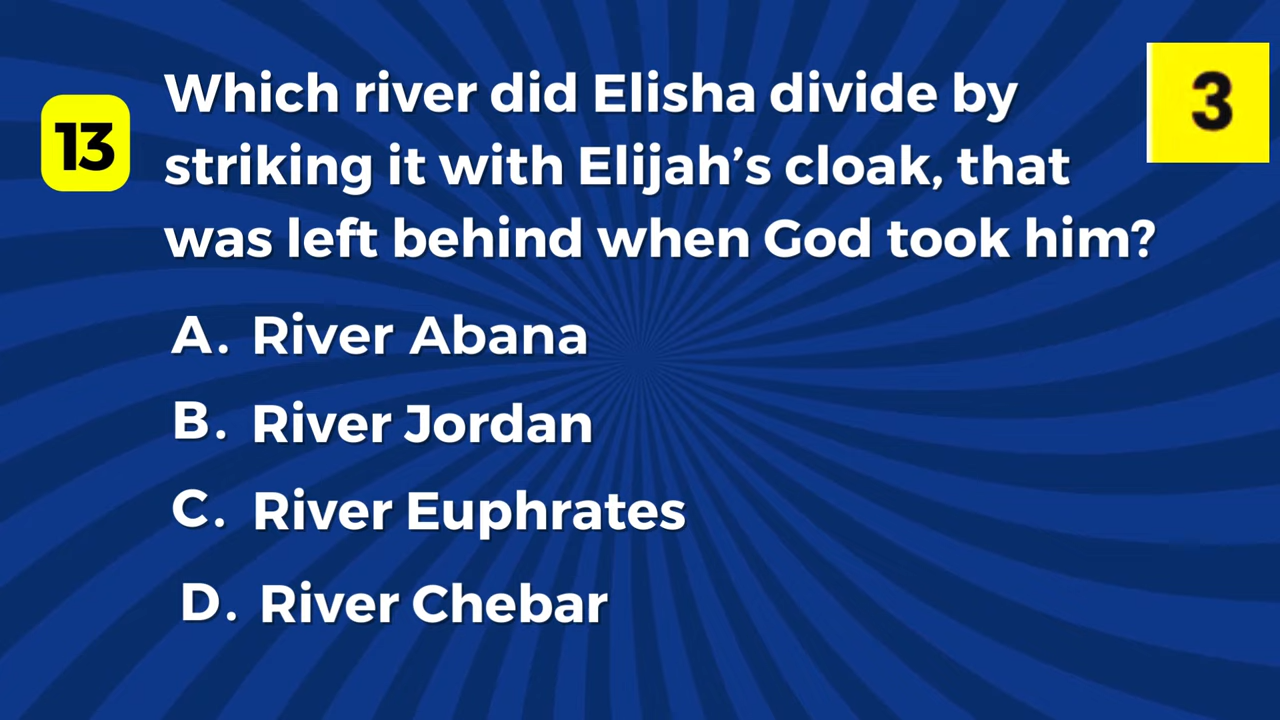 13
Which river did Elisha divide by
striking it with Elijah’s cloak, that
was left behind when God took him?
3
A. River Abana
B. River Jordan
C. River Euphrates
D. River Chebar